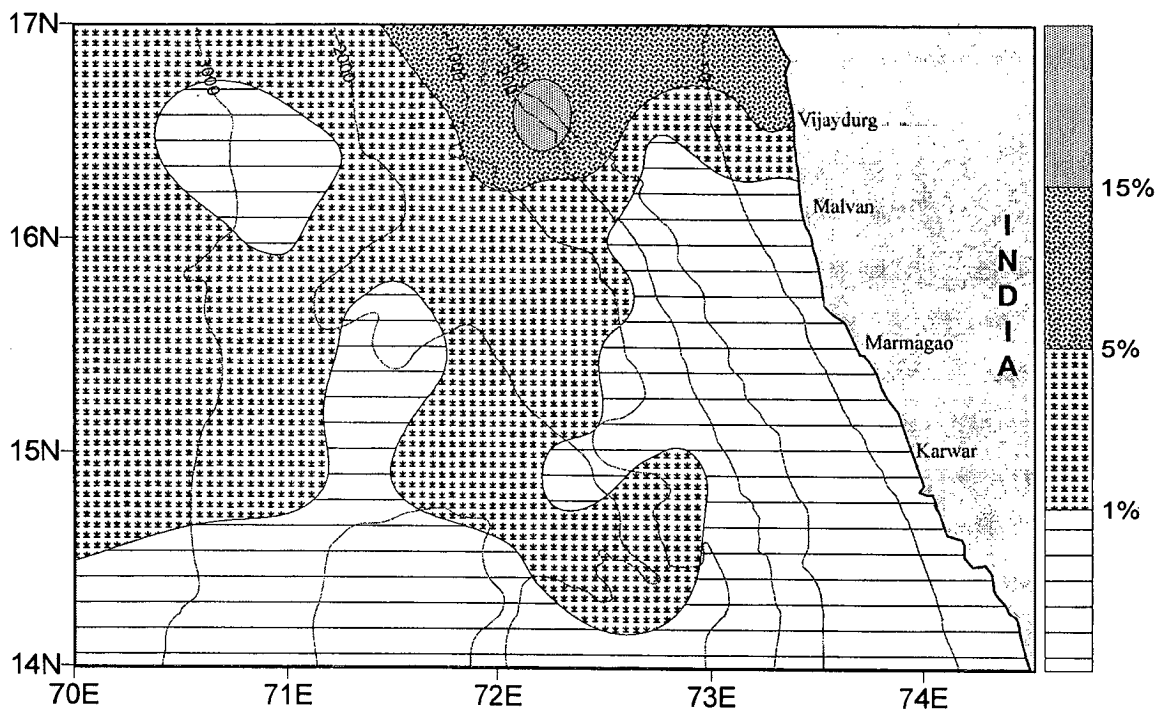 17N
16N
15N
14N
70E
71E
72E
73E
74E
Vijaydurg
Malvan
Marmagao
Karwar
I
N
D
I
A
15%
5%
1%